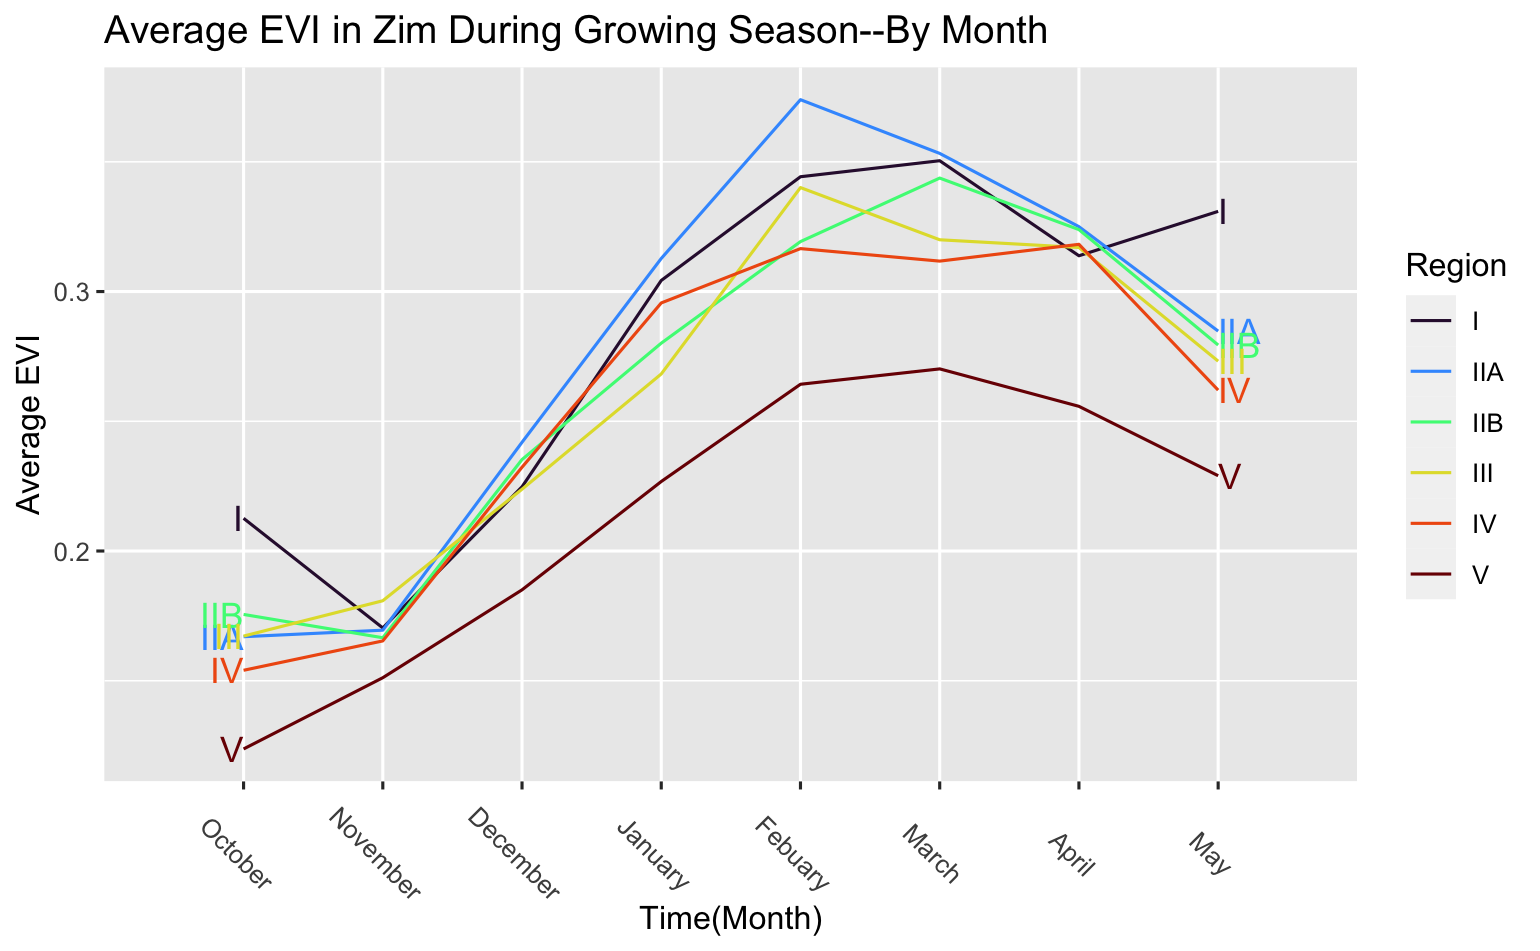 Average EVI in Zim During Growing Season--By Month
Average EVI
0.3
0.2
I
IIB
III
IIA
IV
V
I
IIA
IIB
III
IV
V
October
November
December
January
Febuary
March
April
May
Time(Month)
Region
I
IIA
IIB
III
IV
V